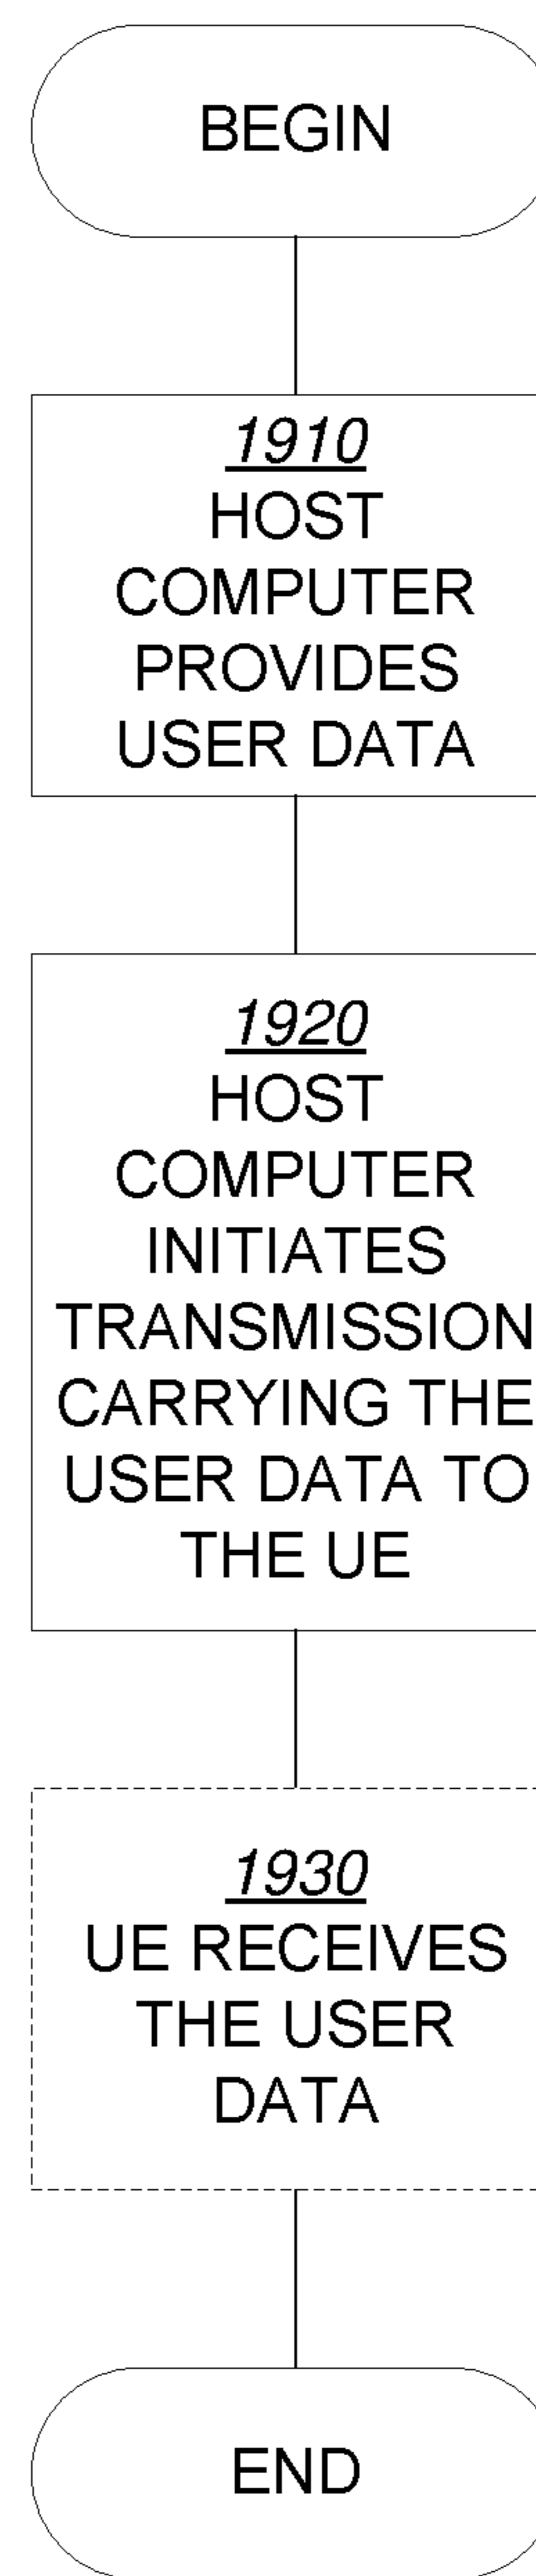 BEGIN
1910
HOST
COMPUTER
PROVIDES
USER DATA
1920
HOST
COMPUTER
INITIATES
TRANSMISSION
CARRYING THE
USER DATA TO
THE UE
1930
UE RECEIVES
THE USER
DATA
END